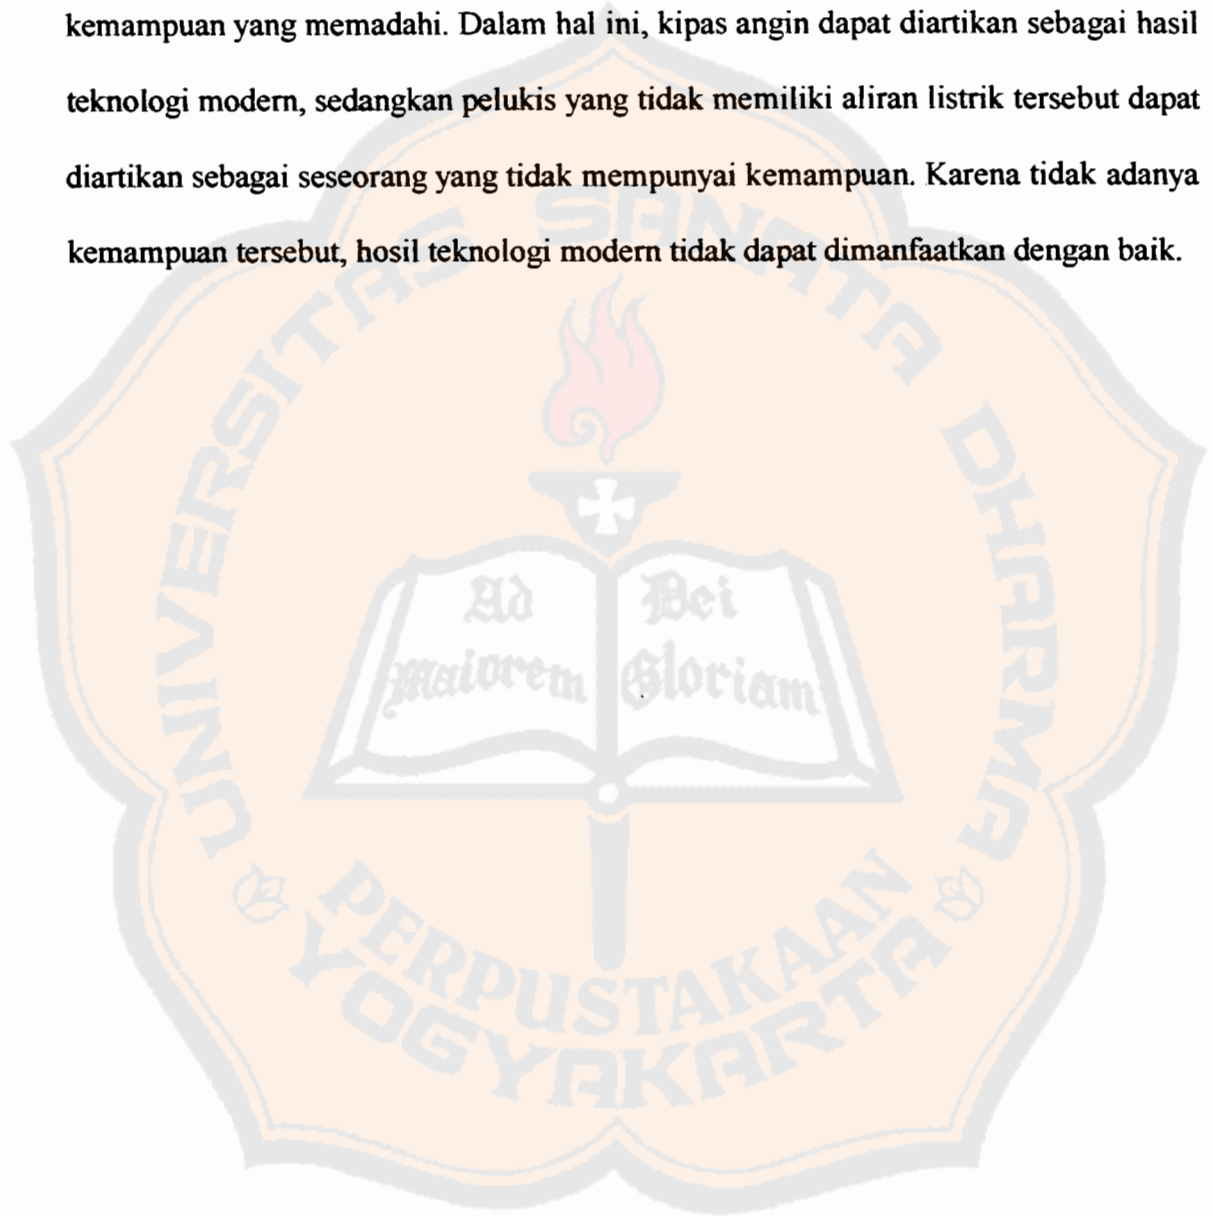 kemampuan yang memadahi. Dalam hal ini, kipas angin dapat diartikan sebagai hasil
teknologi modern, sedangkan pelukis yang tidak memiliki aliran listrik tersebut dapat
diartikan sebagai seseorang yang tidak mempunyai kemampuan. Karena tidak adanya
kemampuan tersebut, hosil teknologi modern tidak dapat dimanfaatkan dengan baik.
UNIVERSITAS SANATA DHARMA
Ad Dei
maiorem Gloriam
PERPUSTAKAAN
YOGYAKARTA